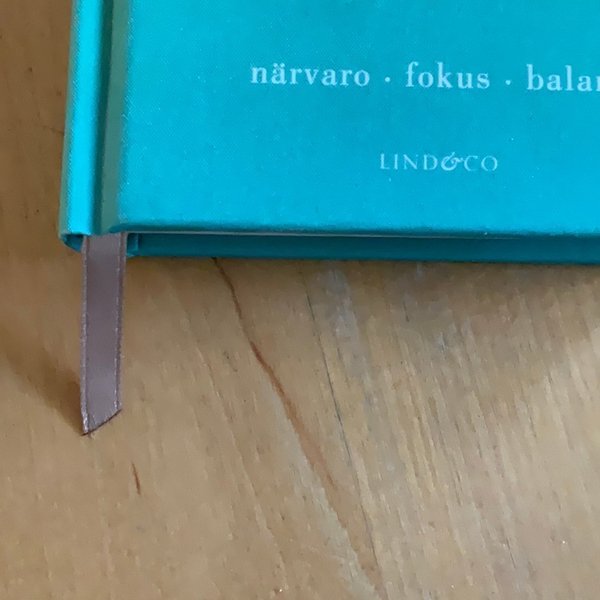 närvaro · fokus · balan
LIND&CO